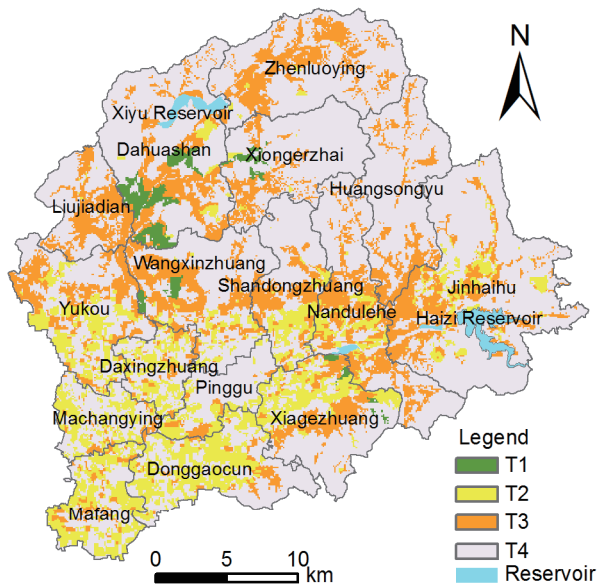 N
Zhenluoying
Xiyu Reservoir
Dahuashan
Xiongerzhai
Huangsongyu
Liujiadian
Wangxinzhuang
Shandongzhuang
Jinhaihu
Yukou
Nandulehe
Haizi Reservoir
Daxingzhuang
Pinggu
Machangying
Xiagezhuang
Donggaocun
Mafang
Legend
T1
T2
T3
T4
Reservoir
0 5 10
km